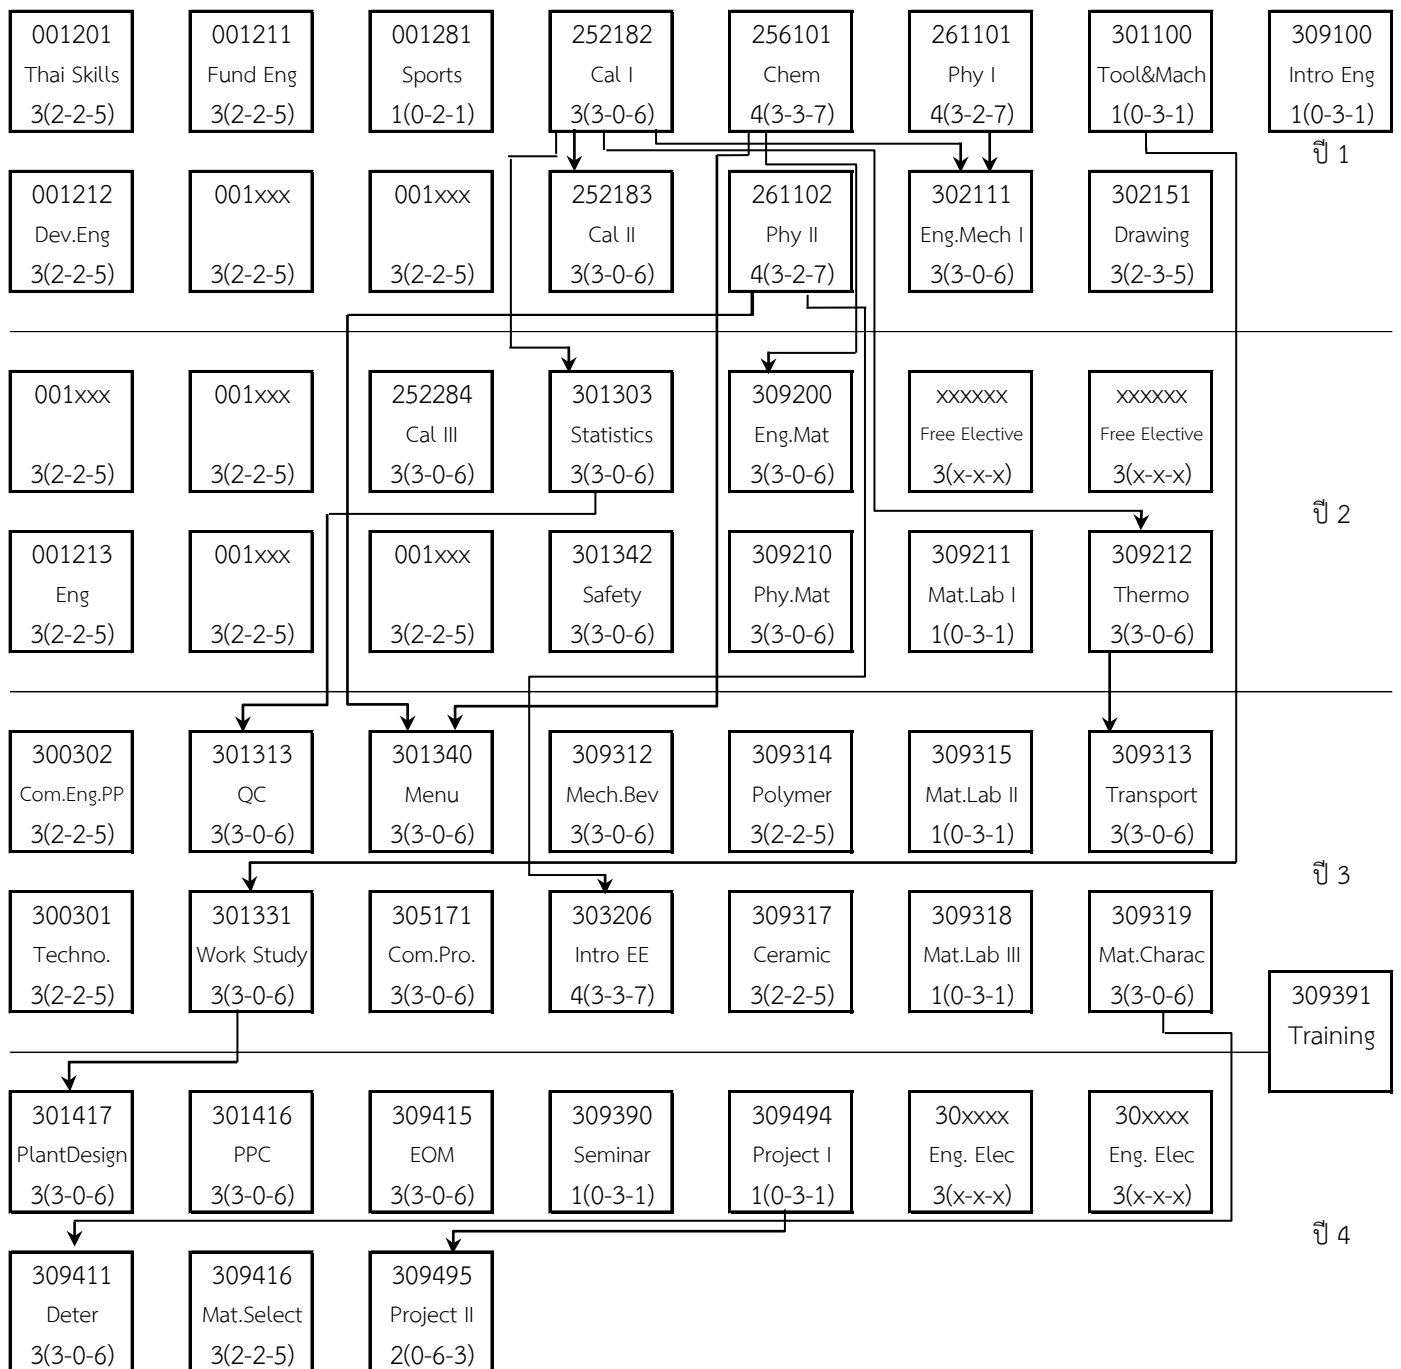 001201
Thai Skills
3(2-2-5)
001211
Fund Eng
3(2-2-5)
001281
Sports
1(0-2-1)
252182
Cal I
3(3-0-6)
256101
Chem
4(3-3-7)
261101
Phy I
4(3-2-7)
301100
Tool&Mach
1(0-3-1)
309100
Intro Eng
1(0-3-1)
ปี 1
001212
Dev.Eng
3(2-2-5)
001xxx
3(2-2-5)
001xxx
3(2-2-5)
252183
Cal II
3(3-0-6)
261102
Phy II
4(3-2-7)
302111
Eng.Mech I
3(3-0-6)
302151
Drawing
3(2-3-5)
001xxx
3(2-2-5)
001xxx
3(2-2-5)
252284
Cal III
3(3-0-6)
301303
Statistics
3(3-0-6)
309200
Eng.Mat
3(3-0-6)
xxxxxx
Free Elective
3(x-x-x)
xxxxxx
Free Elective
3(x-x-x)
ปี 2
001213
Eng
3(2-2-5)
001xxx
3(2-2-5)
001xxx
3(2-2-5)
301342
Safety
3(3-0-6)
309210
Phy.Mat
3(3-0-6)
309211
Mat.Lab I
1(0-3-1)
309212
Thermo
3(3-0-6)
300302
Com.Eng.PP
3(2-2-5)
301313
QC
3(3-0-6)
301340
Menu
3(3-0-6)
309312
Mech.Bev
3(3-0-6)
309314
Polymer
3(2-2-5)
309315
Mat.Lab II
1(0-3-1)
309313
Transport
3(3-0-6)
ปี 3
300301
Techno.
3(2-2-5)
301331
Work Study
3(3-0-6)
305171
Com.Pro.
3(3-0-6)
303206
Intro EE
4(3-3-7)
309317
Ceramic
3(2-2-5)
309318
Mat.Lab III
1(0-3-1)
309319
Mat.Charac
3(3-0-6)
309391
Training
301417
PlantDesign
3(3-0-6)
301416
PPC
3(3-0-6)
309415
EOM
3(3-0-6)
309390
Seminar
1(0-3-1)
309494
Project I
1(0-3-1)
30xxxx
Eng. Elec
3(x-x-x)
30xxxx
Eng. Elec
3(x-x-x)
ปี 4
309411
Deter
3(3-0-6)
309416
Mat.Select
3(2-2-5)
309495
Project II
2(0-6-3)